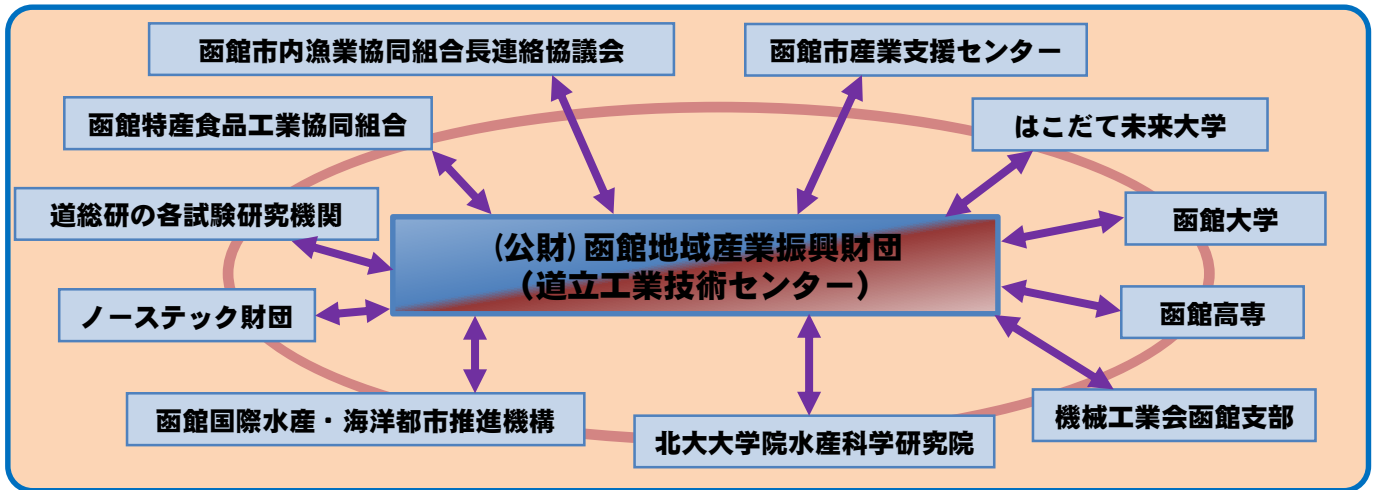 函館市内漁業協同組合長連絡協議会
函館市産業支援センター
函館特産食品工業協同組合
はこだて未来大学
道総研の各試験研究機関
函館大学
(公財)函館地域産業振興財団
(道立工業技術センター)
ノーステック財団
函館高専
函館国際水産・海洋都市推進機構
機械工業会函館支部
北大大学院水産科学研究院